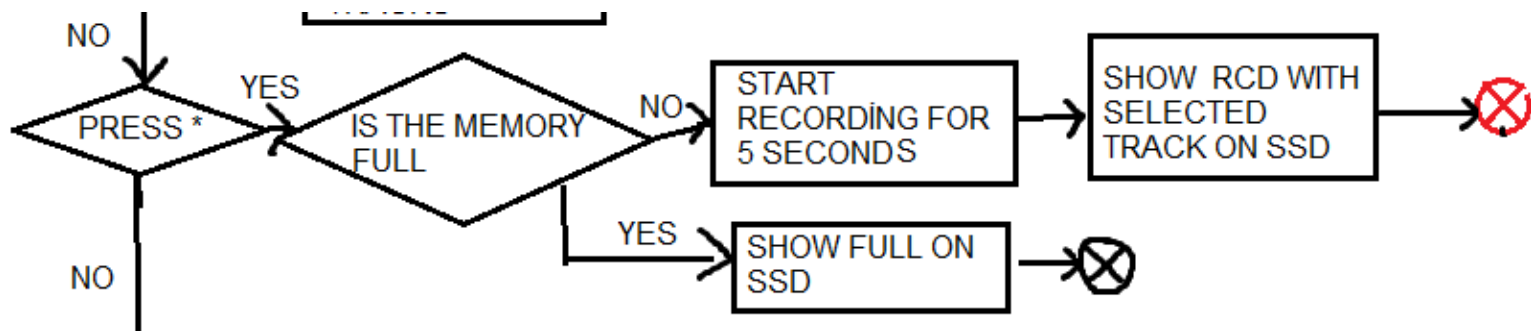 NO
PRESS *
YES
IS THE MEMORY
FULL
NO
START
RECORDİNG FOR
5 SECONDS
SHOW RCD WITH
SELECTED
TRACK ON SSD
YES
SHOW FULL ON
SSD
NO